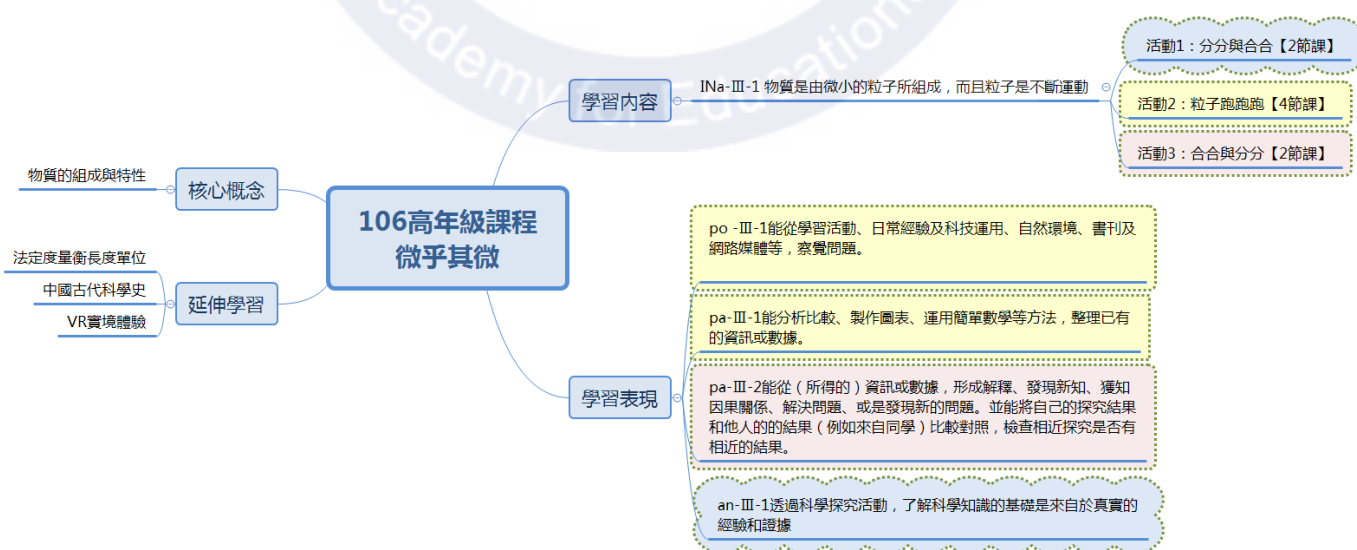 Academy for Educational
學習內容
INa-Ⅲ-1 物質是由微小的粒子所組成，而且粒子是不斷運動
活動1：分分與合合【2節課】
活動2：粒子跑跑跑【4節課】
活動3：合合與分分【2節課】
物質的組成與特性
核心概念
106高年級課程
微乎其微
法定度量衡長度單位
中國古代科學史
VR實境體驗
延伸學習
學習表現
po -Ⅲ-1能從學習活動、日常經驗及科技運用、自然環境、書刊及
網路媒體等，察覺問題。
pa-Ⅲ-1能分析比較、製作圖表、運用簡單數學等方法，整理已有
的資訊或數據。
pa-Ⅲ-2能從（所得的）資訊或數據，形成解釋、發現新知、獲知
因果關係、解決問題、或是發現新的問題。並能將自己的探究結果
和他人的的結果（例如來自同學）比較對照，檢查相近探究是否有
相近的結果。
an-Ⅲ-1透過科學探究活動，了解科學知識的基礎是來自於真實的
經驗和證據